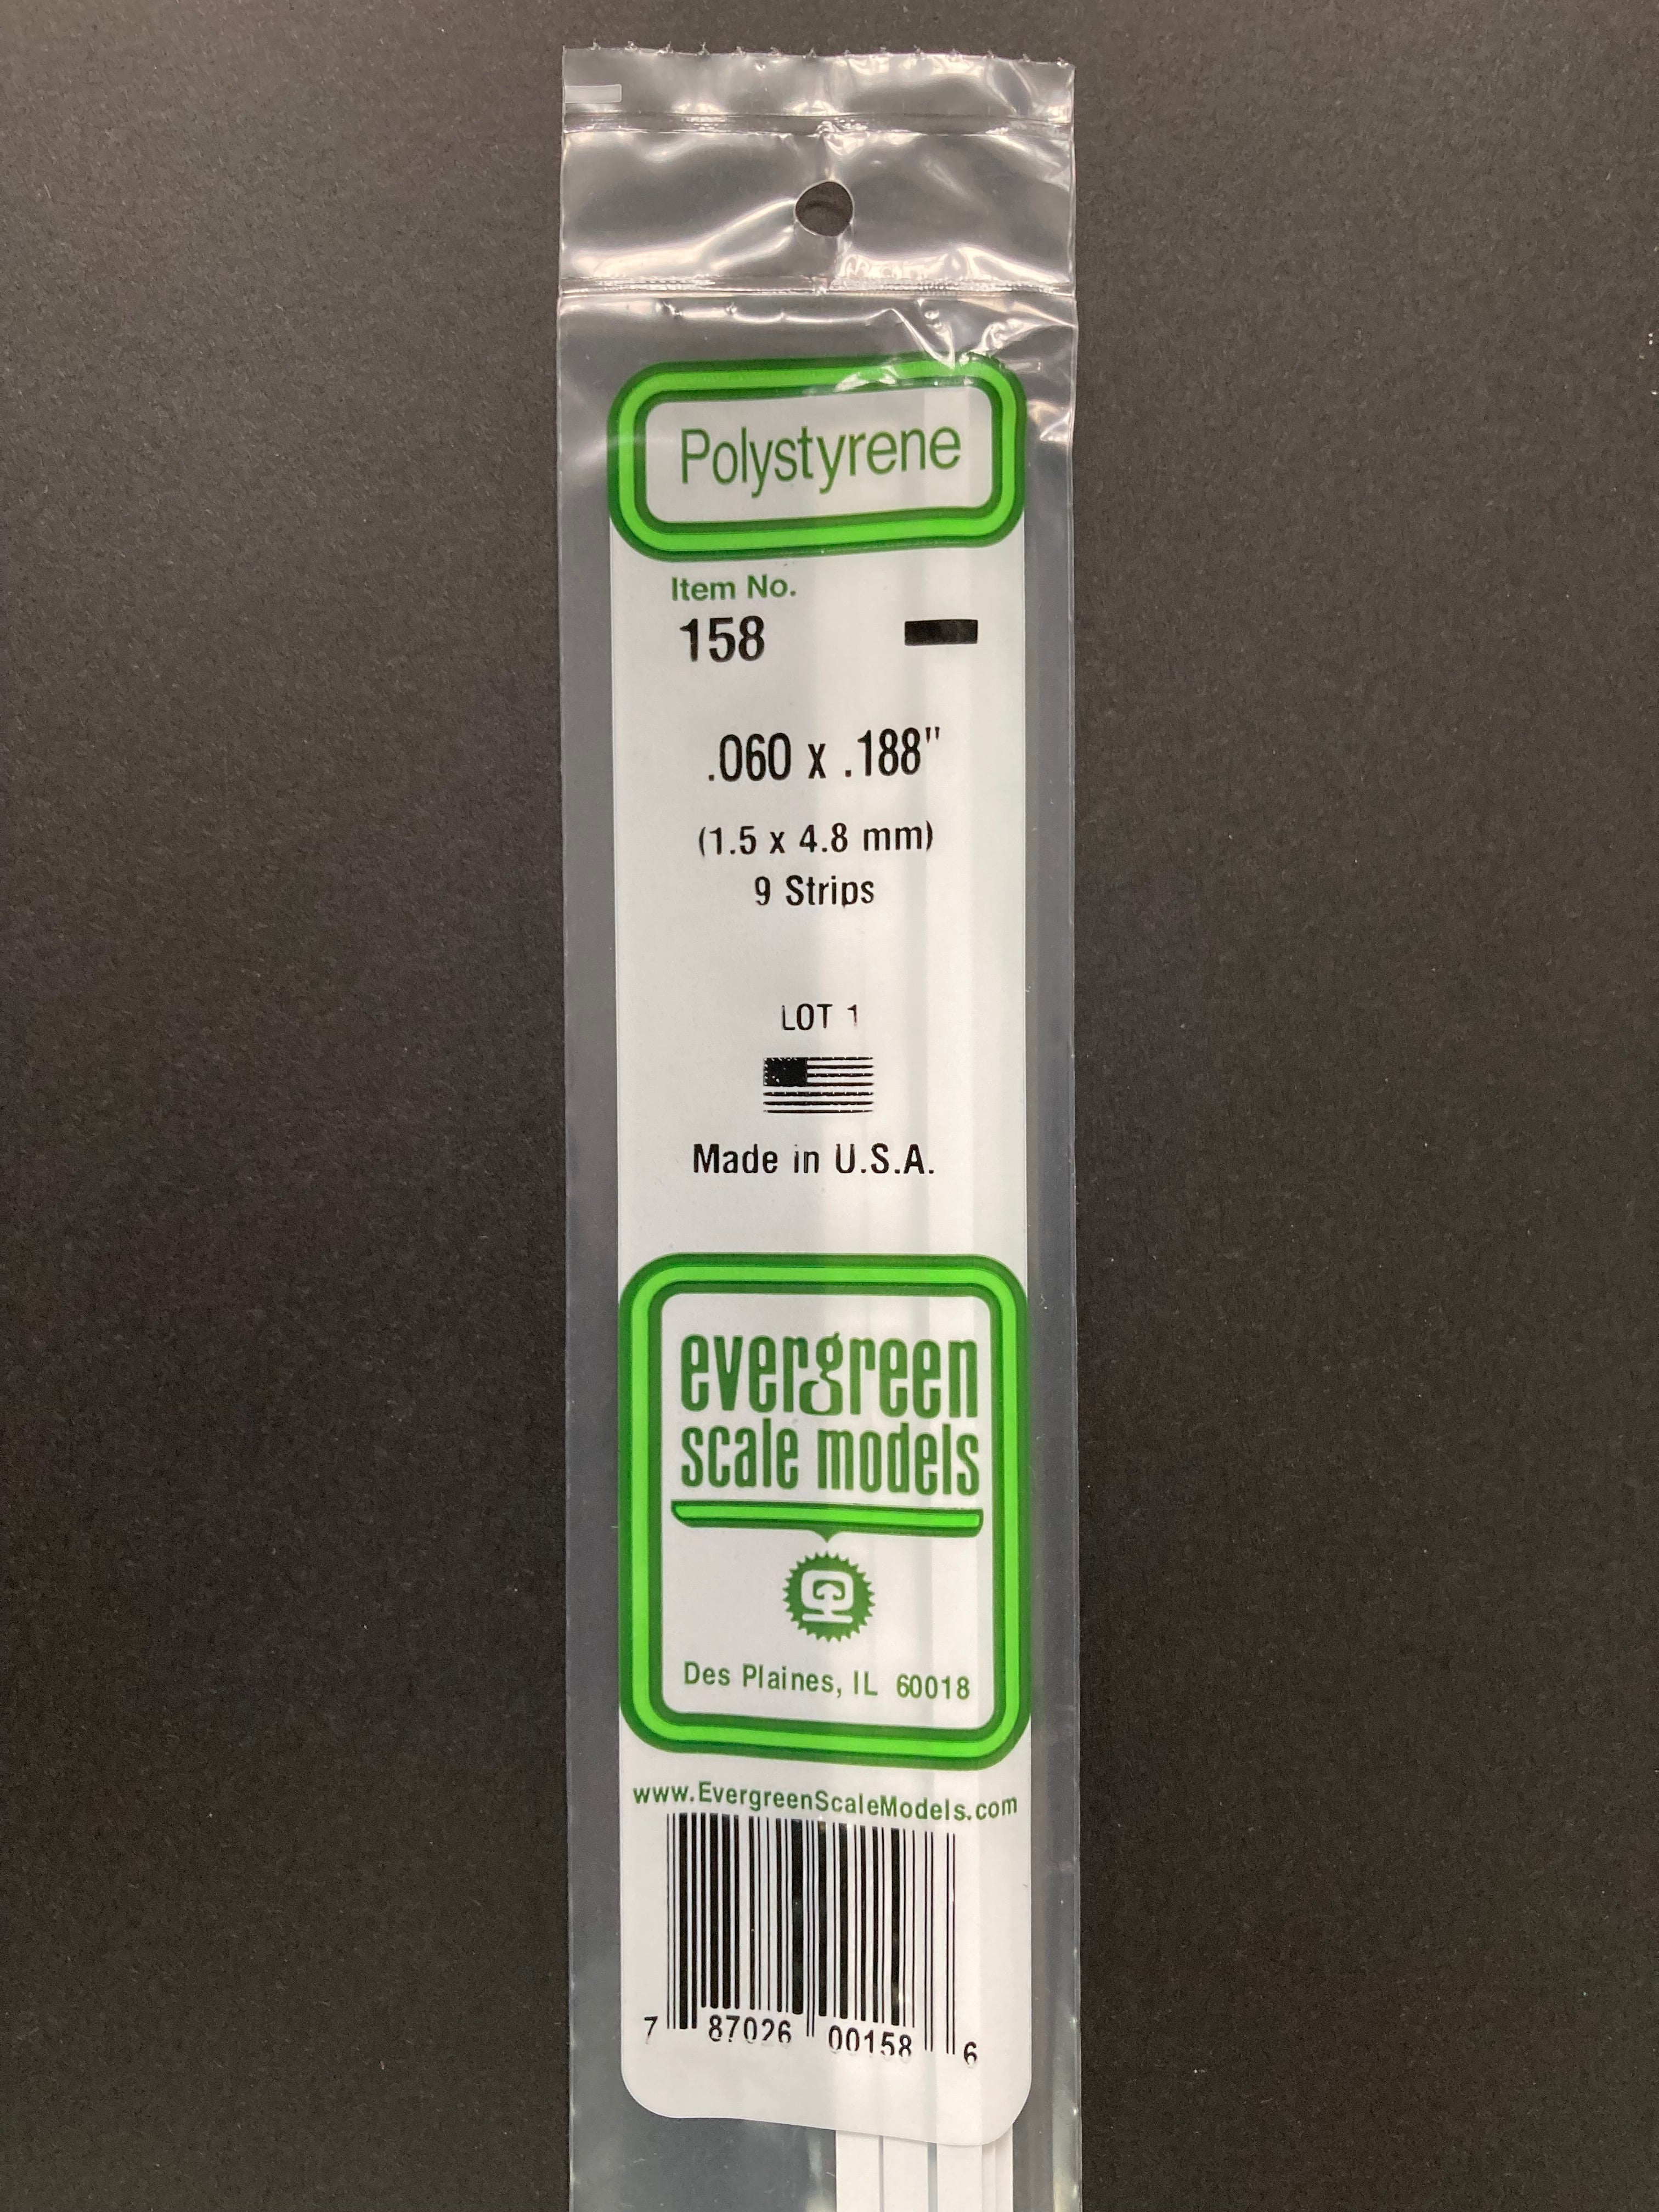 Polystyrene
Item No.
158
.060 x .188"
(1.5 x 4.8 mm)
9 Strips
LOT 1
Made in U.S.A.
evergreen
scale models
Des Plaines, IL 60018
www.EvergreenScaleModels.com
7 87026 00158 6